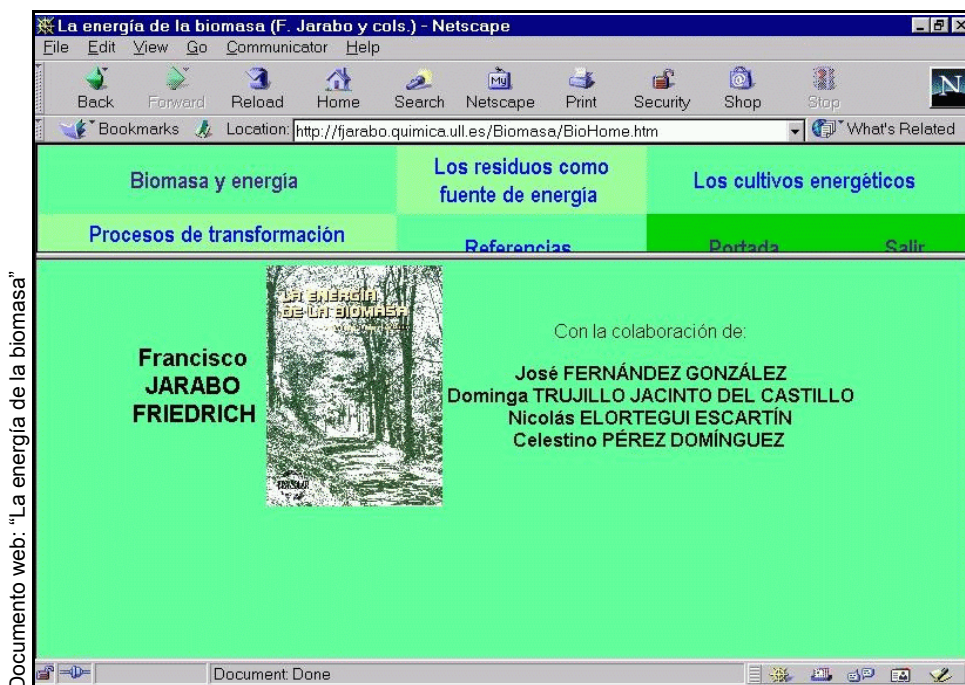 La energía de la biomasa (F. Jarabo y cols.) - Netscape
File Edit View Go Communicator Help
Back Forward Reload Home Search Netscape Print Security Shop Stop
Bookmarks Location: http://fjarabo.quimica.ull.es/Biomasa/BioHome.htm What's Related
Biomasa y energía
Los residuos como
fuente de energía
Los cultivos energéticos
Procesos de transformación
Referencias
Portada
Salir
Francisco
JARABO
FRIEDRICH
LA ENERGÍA
DE LA BIOMASA
Con la colaboración de:
José FERNÁNDEZ GONZÁLEZ
Dominga TRUJILLO JACINTO DEL CASTILLO
Nicolás ELORTEGUI ESCARTÍN
Celestino PÉREZ DOMÍNGUEZ
Document: Done
Documento web: “La energía de la biomasa”